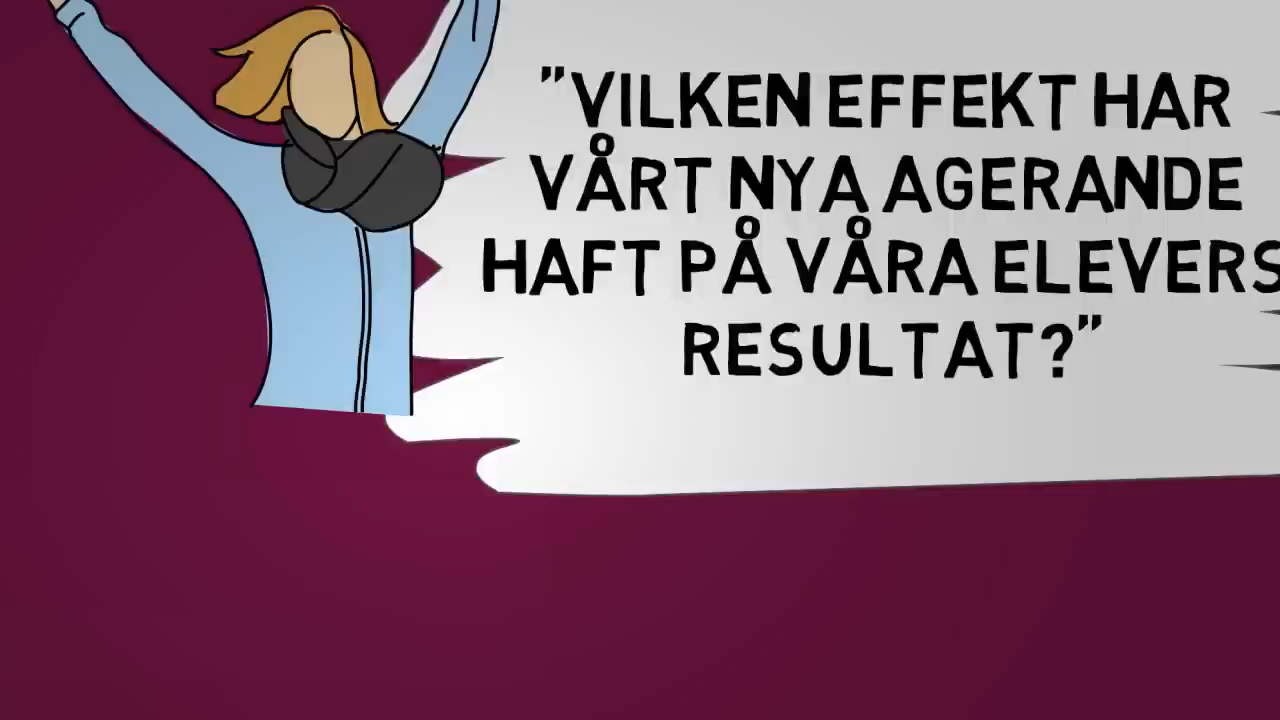 "VILKEN EFFEKT HAR
VÅRT NYA AGERANDE
HAFT PÅ VÅRA ELEVERS
RESULTAT?"